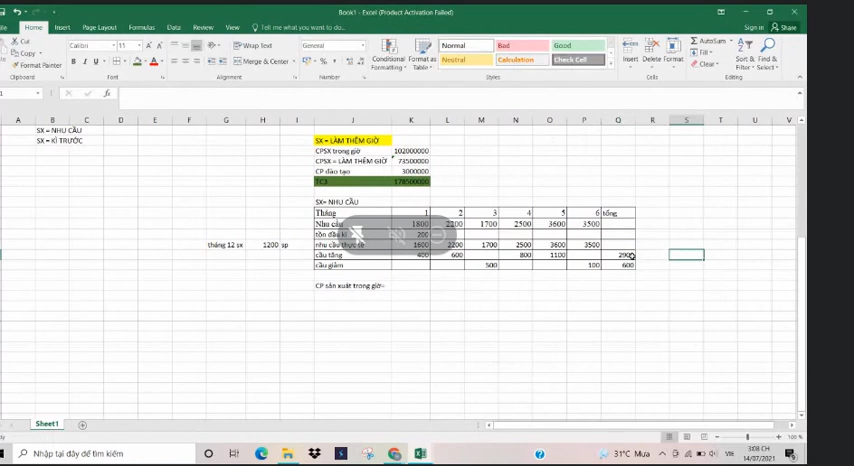 Book1 - Excel (Product Activation Failed)
File Home Insert Page Layout Formulas Data Review View Tell me what you want to do... Sign in Share
Cut
Copy
Format Painter
Clipboard
Calibri 11
B I U
Font
Wrap Text
Merge & Center
Alignment
General
Number
Conditional Formatting
Format as Table
Normal Bad Good
Neutral Calculation Check Cell
Styles
Insert Delete Format
Cells
AutoSum
Fill
Clear
Sort & Filter
Find & Select
Editing
A B C D E F G H I J K L M N O P Q R S T U V
SX = NHU CẦU
SX = KÌ TRƯỚC
SX = LÀM THÊM GIỜ
CPSX trong giờ 102000000
CPSX = LÀM THÊM GIỜ 73500000
CP đào tạo 3000000
TC3 178500000
SX= NHU CẦU
Tháng 1 2 3 4 5 6 tổng
Nhu cầu 1800 2200 1700 2500 3600 3500
tồn đầu kì 200
tháng 12 sx 1200 sp
nhu cầu thực tế 1600 2200 1700 2500 3600 3500
cầu tăng 400 600 800 1100 2900
cầu giảm 500 100 600
CP sản xuất trong giờ=
Sheet1
100 %
Nhập tại đây để tìm kiếm
31°C Mưa
VIE
3:08 CH
14/07/2021